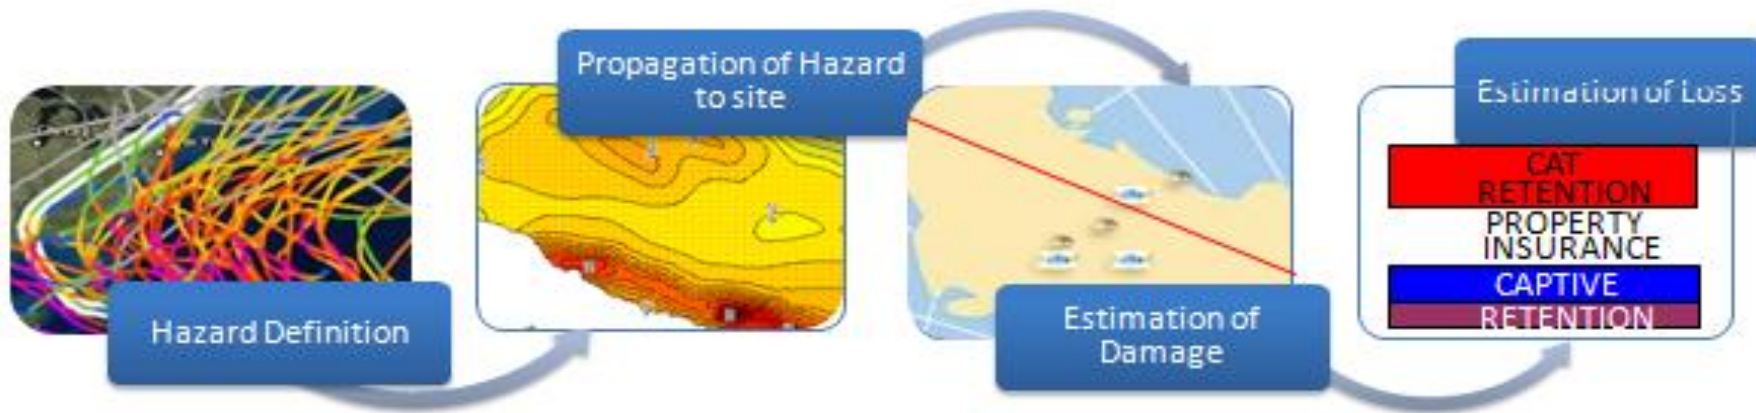 Hazard Definition
Propagation of Hazard
to site
Estimation of
Damage
Estimation of Loss
CAT
RETENTION
PROPERTY
INSURANCE
CAPTIVE
RETENTION